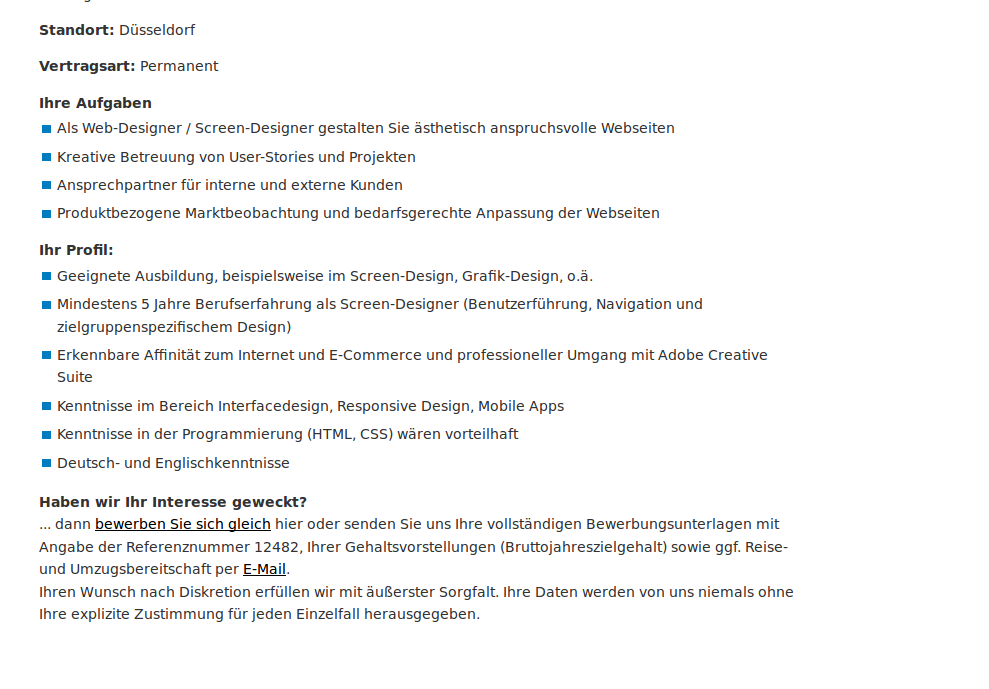 Standort: Düsseldorf
Vertragsart: Permanent
Ihre Aufgaben
Als Web-Designer / Screen-Designer gestalten Sie ästhetisch anspruchsvolle Webseiten
Kreative Betreuung von User-Stories und Projekten
Ansprechpartner für interne und externe Kunden
Produktbezogene Marktbeobachtung und bedarfsgerechte Anpassung der Webseiten
Ihr Profil:
Geeignete Ausbildung, beispielsweise im Screen-Design, Grafik-Design, o.ä.
Mindestens 5 Jahre Berufserfahrung als Screen-Designer (Benutzerführung, Navigation und
zielgruppenspezifischem Design)
Erkennbare Affinität zum Internet und E-Commerce und professioneller Umgang mit Adobe Creative
Suite
Kenntnisse im Bereich Interfacedesign, Responsive Design, Mobile Apps
Kenntnisse in der Programmierung (HTML, CSS) wären vorteilhaft
Deutsch- und Englischkenntnisse
Haben wir Ihr Interesse geweckt?
... dann bewerben Sie sich gleich hier oder senden Sie uns Ihre vollständigen Bewerbungsunterlagen mit
Angabe der Referenznummer 12482, Ihrer Gehaltsvorstellungen (Bruttojahreszielgehalt) sowie ggf. Reise-
und Umzugsbereitschaft per E-Mail.
Ihren Wunsch nach Diskretion erfüllen wir mit äußerster Sorgfalt. Ihre Daten werden von uns niemals ohne
Ihre explizite Zustimmung für jeden Einzelfall herausgegeben.